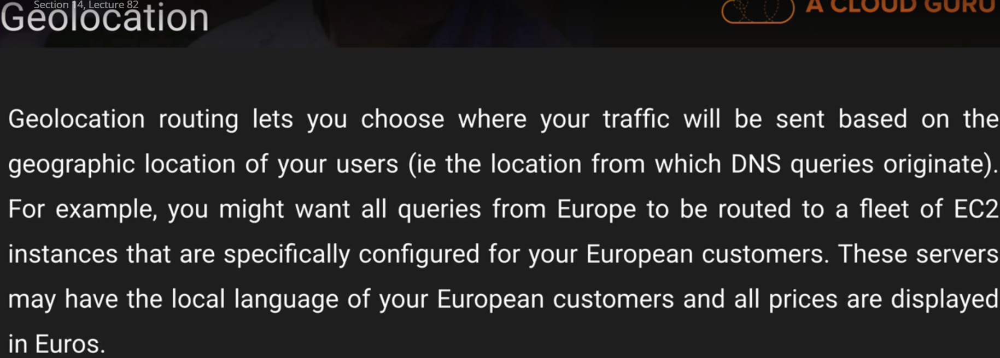 Section 14, Lecture 82
Geolocation
A CLOUD GURU
Geolocation routing lets you choose where your traffic will be sent based on the
geographic location of your users (ie the location from which DNS queries originate).
For example, you might want all queries from Europe to be routed to a fleet of EC2
instances that are specifically configured for your European customers. These servers
may have the local language of your European customers and all prices are displayed
in Euros.